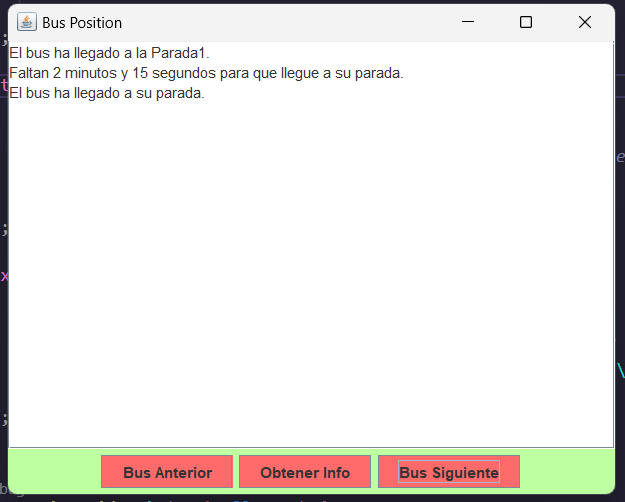 Bus Position
El bus ha llegado a la Parada1.
Faltan 2 minutos y 15 segundos para que llegue a su parada.
El bus ha llegado a su parada.
Bus Anterior
Obtener Info
Bus Siguiente